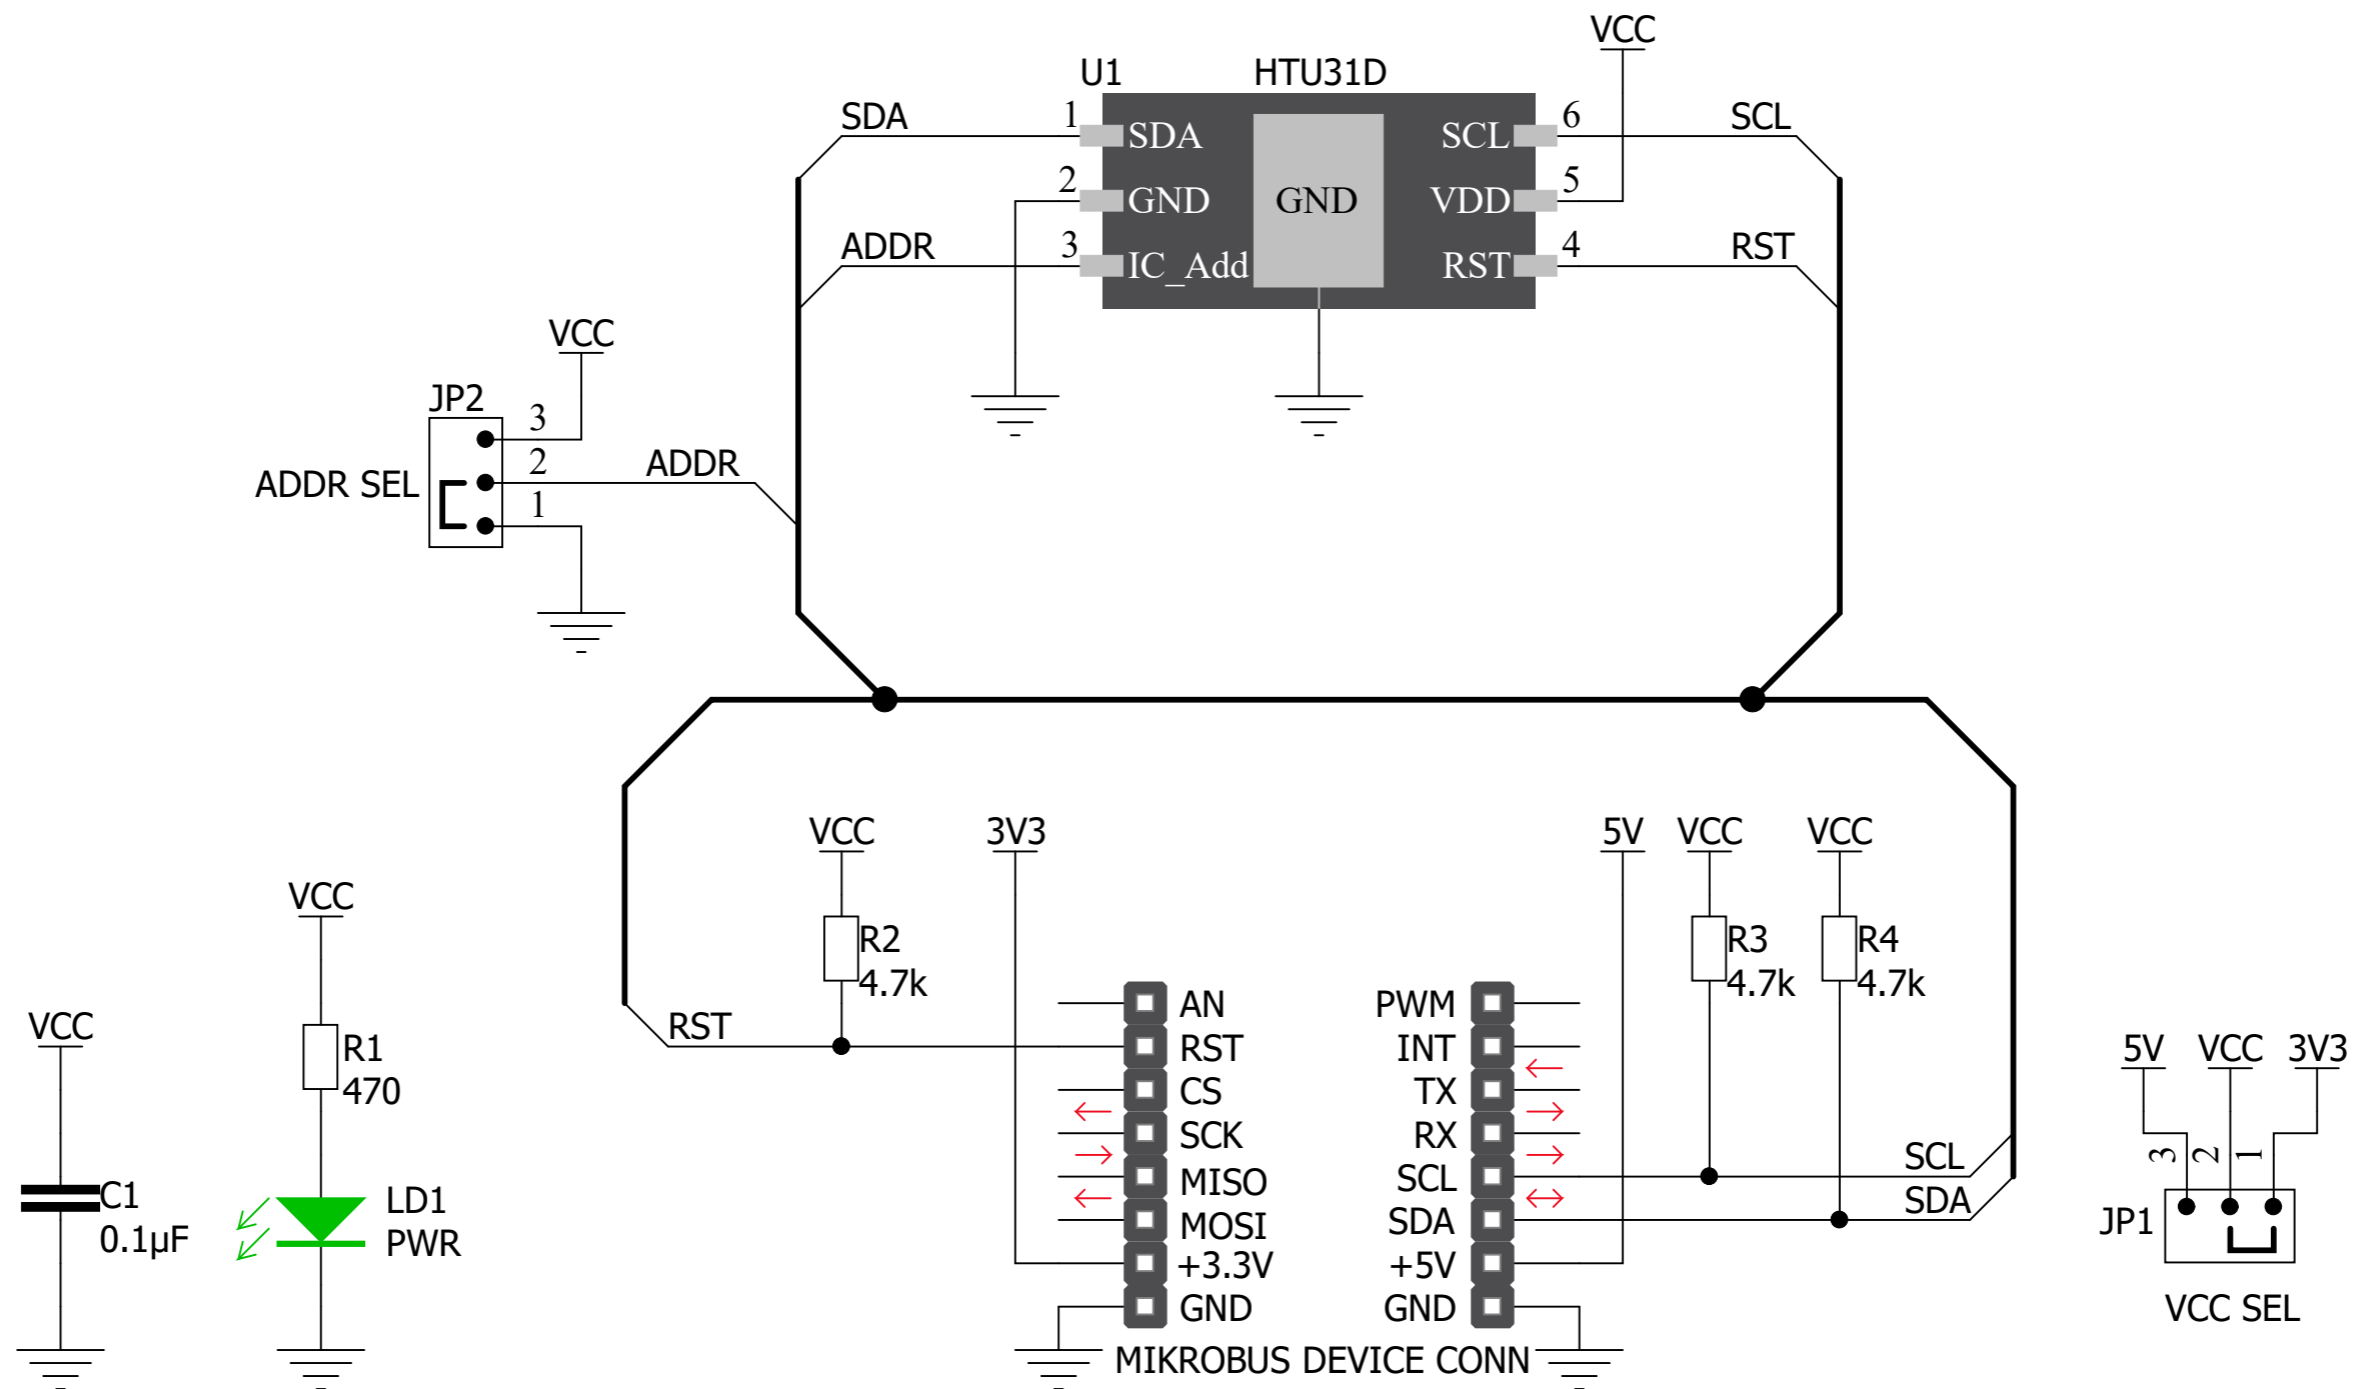 VCC
U1 HTU31D
SDA 1 SDA SCL 6 SCL
2 GND GND VDD 5
ADDR 3 IC_Add RST 4 RST
VCC
JP2
3
ADDR SEL 2 ADDR
1
VCC 3V3 5V VCC VCC
VCC
R2 R3 R4
4.7k 4.7k 4.7k
AN PWM
VCC RST RST INT
R1 5V VCC 3V3
470 CS TX
SCK RX
3 2 1
MISO SCL SCL
C1 LD1 MOSI SDA SDA JP1
0.1µF PWR +3.3V +5V
GND GND VCC SEL
MIKROBUS DEVICE CONN